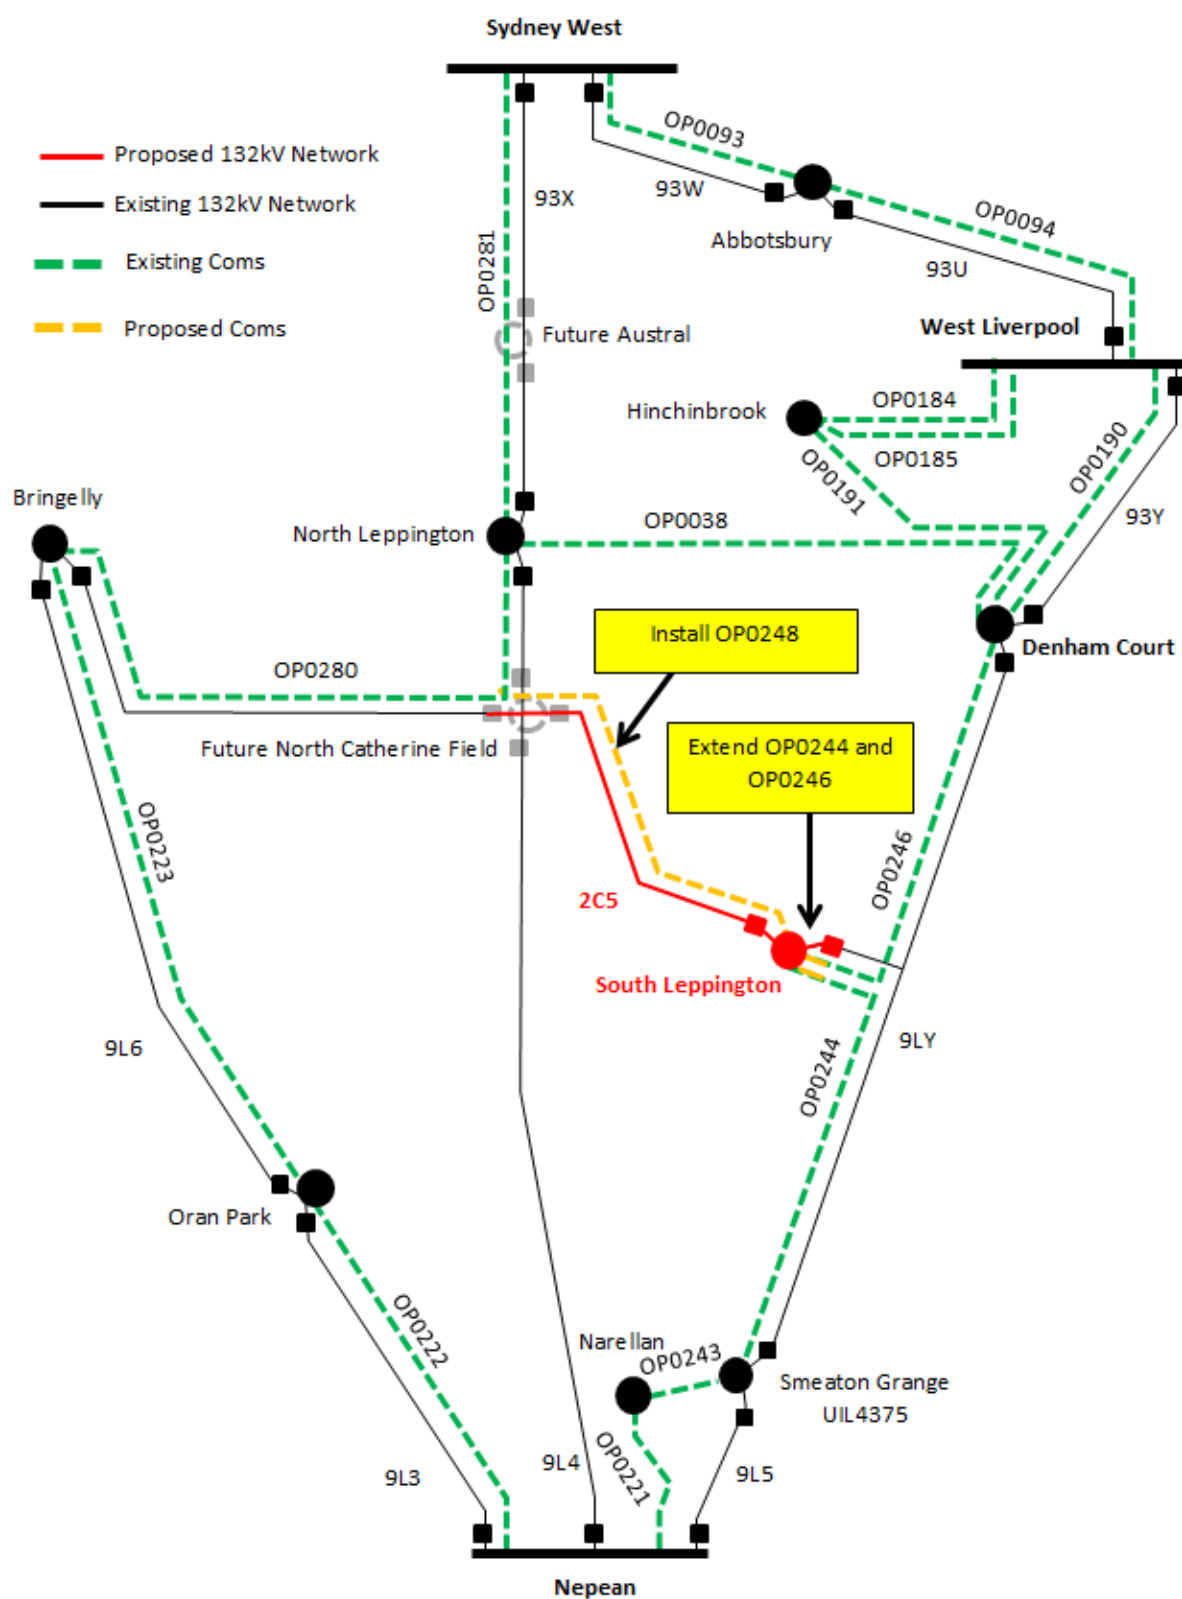 Sydney West
Proposed 132kV Network
Existing 132kV Network
Existing Coms
Proposed Coms
OP0093
93W
93X
OP0281
Abbotsbury
OP0094
93U
Future Austral
West Liverpool
Hinchinbrook
OP0184
OP0185
OP0191
OP0190
93Y
Bringelly
North Leppington
OP0038
Install OP0248
Denham Court
OP0280
Future North Catherine Field
Extend OP0244 and
OP0246
OP0223
OP0246
2C5
South Leppington
9L6
9LY
OP0244
Oran Park
OP0222
Narellan
OP0243
Smeaton Grange
UIL4375
9L3
9L4
OP0221
9L5
Nepean